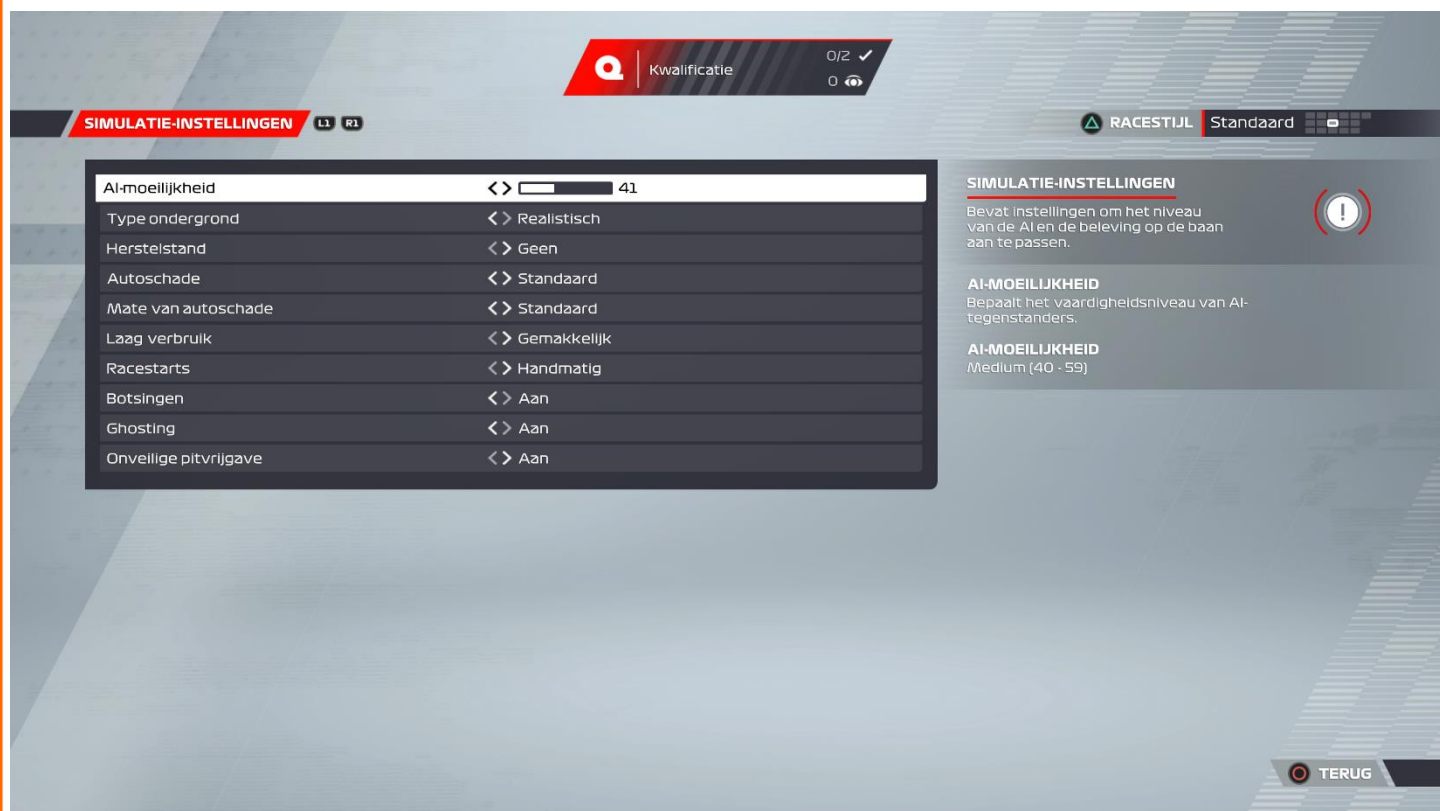 Kwalificatie
0/2
0
SIMULATIE-INSTELLINGEN L1 R1
RACESTIJL Standaard
AI-moeilijkheid 41
Type ondergrond Realistisch
Herstelstand Geen
Autoschade Standaard
Mate van autoschade Standaard
Laag verbruik Gemakkelijk
Racestarts Handmatig
Botsingen Aan
Ghosting Aan
Onveilige pitvrijgave Aan
SIMULATIE-INSTELLINGEN
Bevat instellingen om het niveau
van de AI en de beleving op de baan
aan te passen.
AI-MOEILIJKHEID
Bepaalt het vaardigheidsniveau van AI-
tegenstanders.
AI-MOEILIJKHEID
Medium (40 - 59)
TERUG